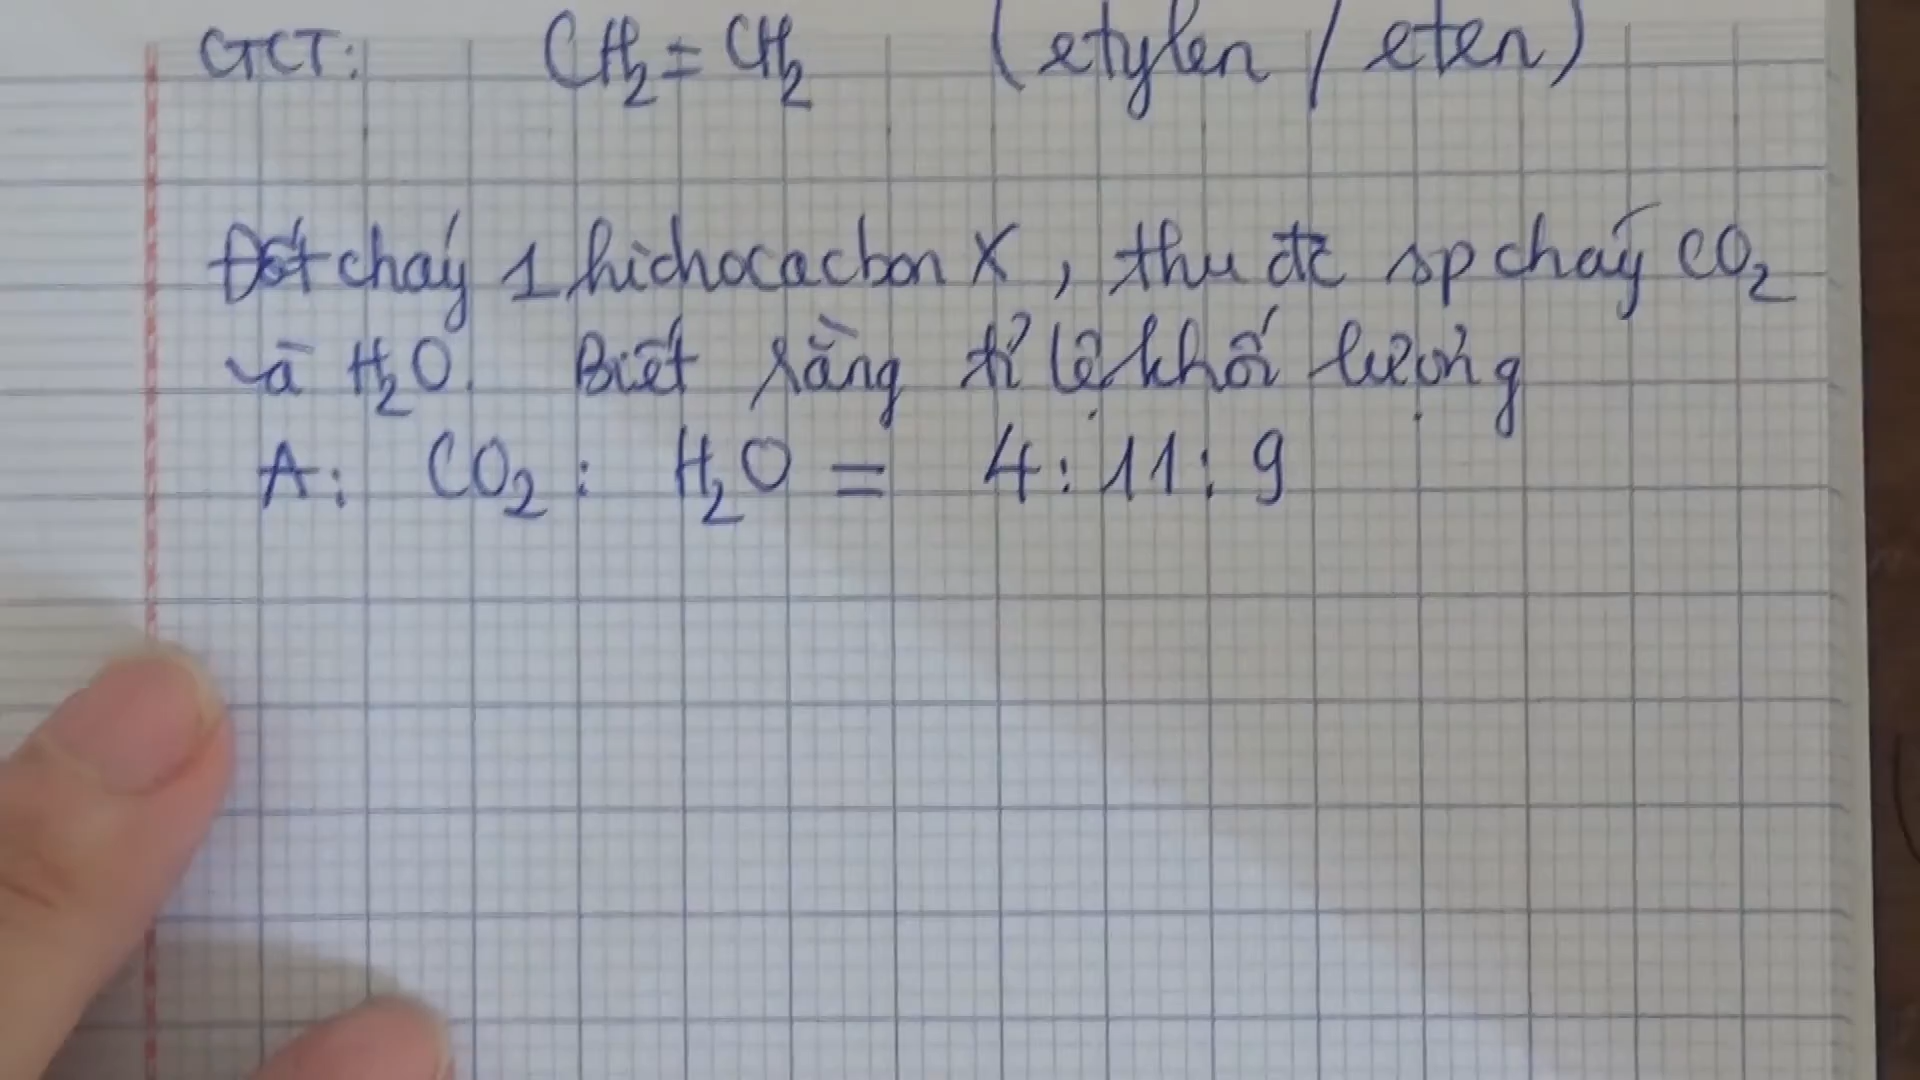 CTCT: CH2 = CH2 (etylen / eten)
Đốt cháy 1 hidrocacbon X, thu đc sp cháy CO2
và H2O. Biết rằng tỉ lệ khối lượng
A: CO2 : H2O = 4 : 11 : 9